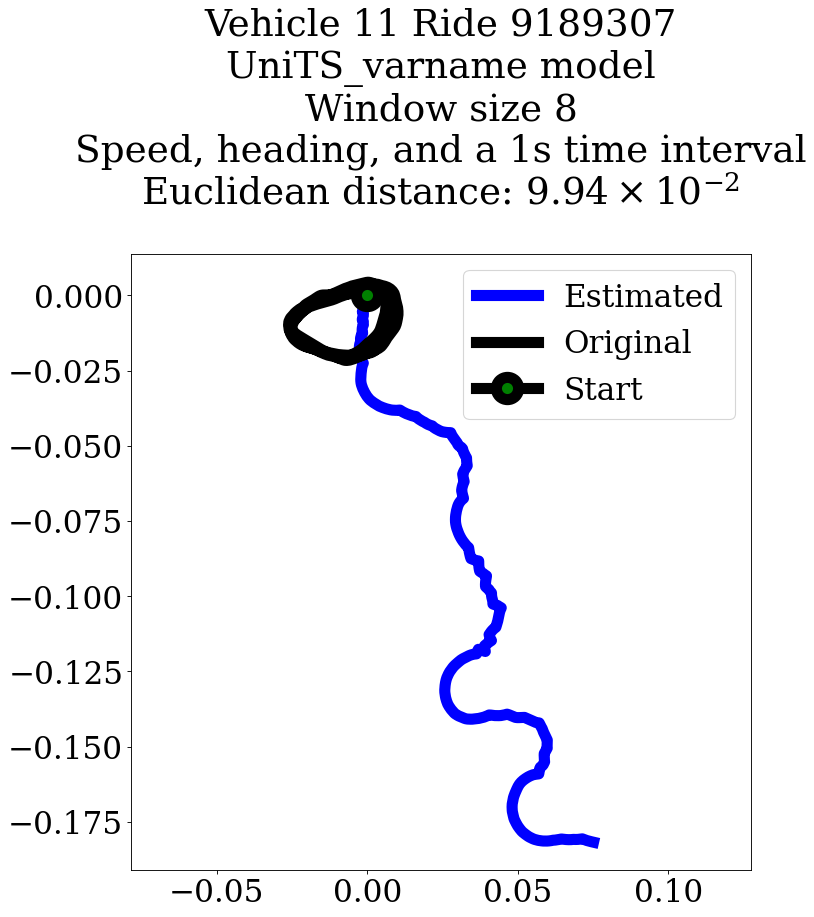 Vehicle 11 Ride 9189307
UniTS_varname model
Window size 8
Speed, heading, and a 1s time interval
Euclidean distance: 9.94 × 10⁻²
Estimated
Original
Start
0.000
−0.025
−0.050
−0.075
−0.100
−0.125
−0.150
−0.175
−0.05 0.00 0.05 0.10